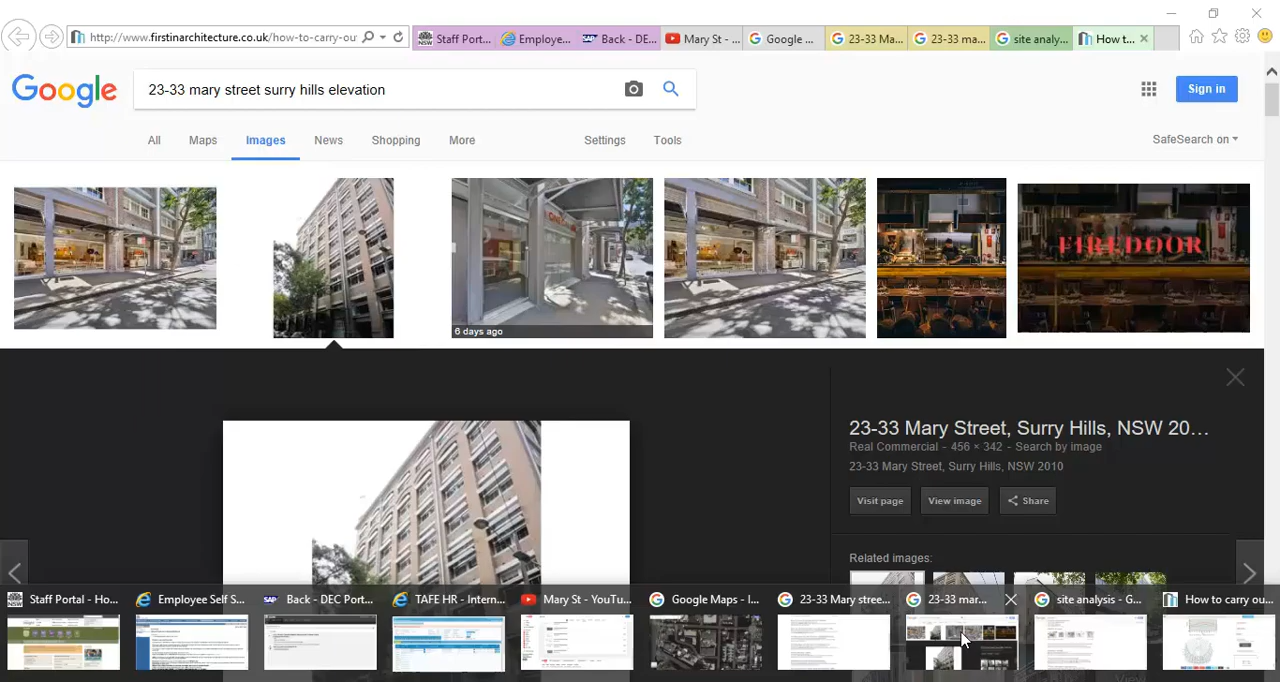 http://www.firstinarchitecture.co.uk/how-to-carry-ou
Staff Port...
Employe...
Back - DE...
Mary St - ...
Google ...
23-33 Ma...
23-33 ma...
site analy...
How t...
Google
23-33 mary street surry hills elevation
Sign in
All
Maps
Images
News
Shopping
More
Settings
Tools
SafeSearch on
6 days ago
FIREDOOR
23-33 Mary Street, Surry Hills, NSW 20...
Real Commercial - 456 × 342 - Search by image
23-33 Mary Street, Surry Hills, NSW 2010
Visit page
View image
Share
Related images:
Staff Portal - Ho...
Employee Self S...
Back - DEC Port...
TAFE HR - Intern...
Mary St - YouTu...
Google Maps - I...
23-33 Mary stree...
23-33 mar...
site analysis - G...
How to carry ou...
View